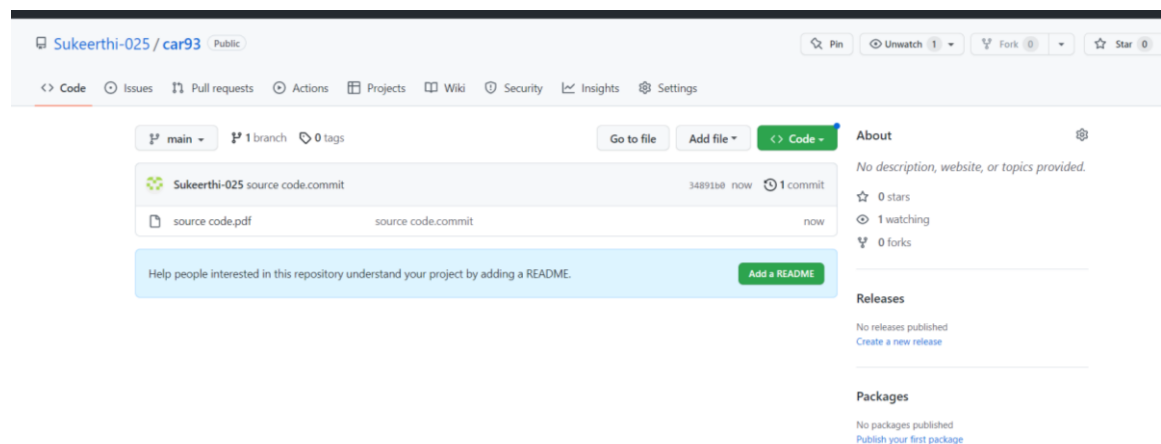 Sukeerthi-025 / car93 Public
Pin Unwatch 1 Fork 0 Star 0
<> Code Issues Pull requests Actions Projects Wiki Security Insights Settings
main 1 branch 0 tags Go to file Add file <> Code
Sukeerthi-025 source code.commit 34891b0 now 1 commit
source code.pdf source code.commit now
Help people interested in this repository understand your project by adding a README. Add a README
About
No description, website, or topics provided.
0 stars
1 watching
0 forks
Releases
No releases published
Create a new release
Packages
No packages published
Publish your first package